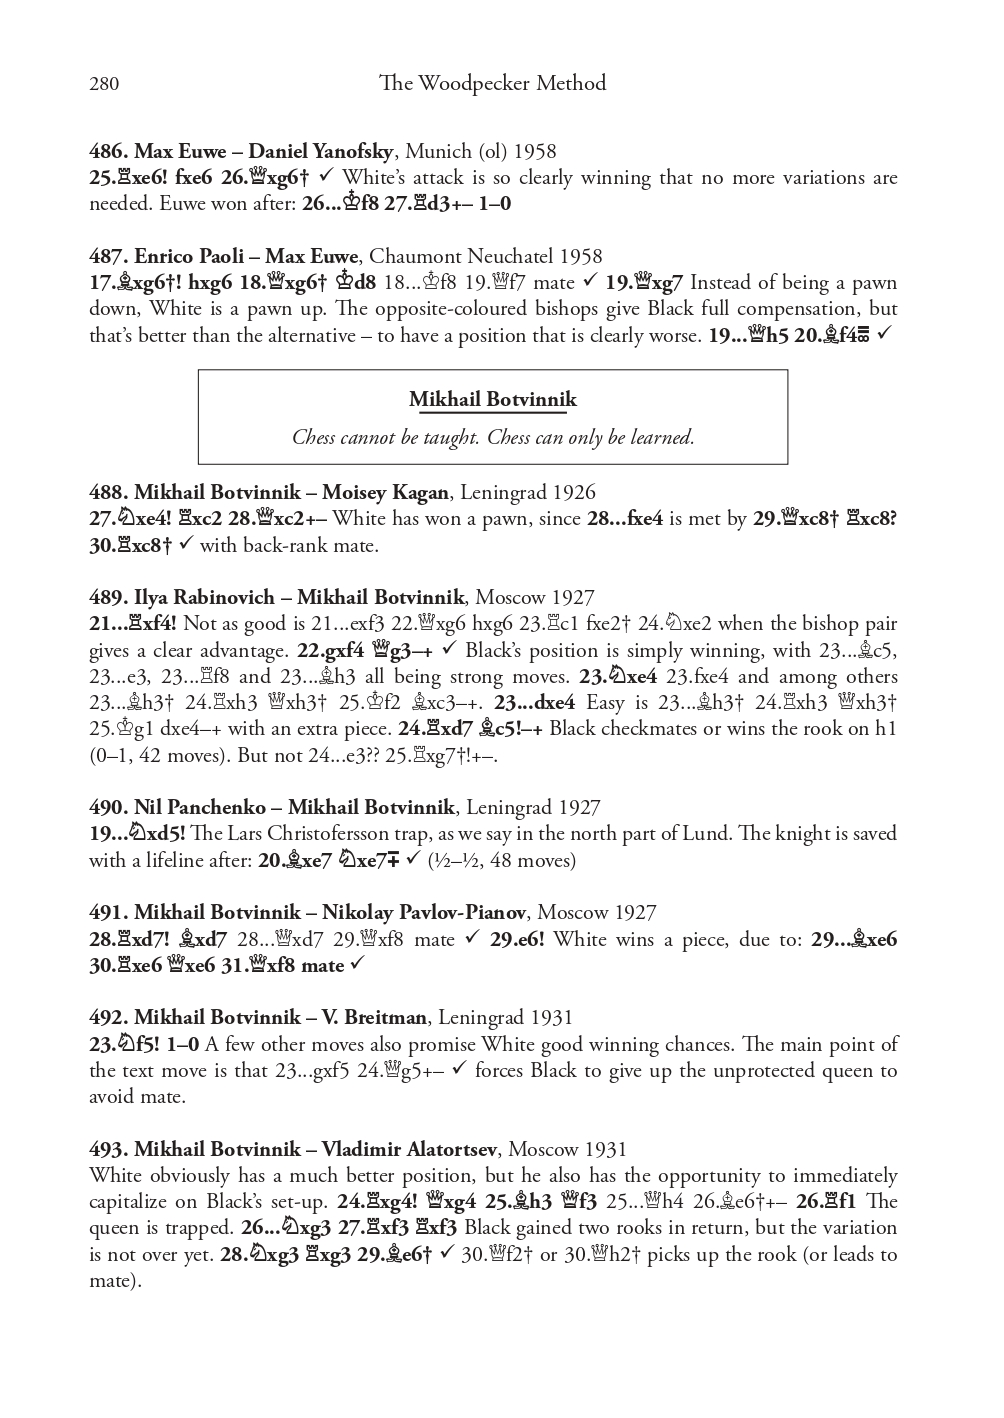 280 The Woodpecker Method
486. Max Euwe – Daniel Yanofsky, Munich (ol) 1958
25.♖xe6! fxe6 26.♕xg6† ✓ White’s attack is so clearly winning that no more variations are
needed. Euwe won after: 26...♔f8 27.♖d3+– 1–0
487. Enrico Paoli – Max Euwe, Chaumont Neuchatel 1958
17.♗xg6†! hxg6 18.♕xg6† ♔d8 18...♔f8 19.♕f7 mate ✓ 19.♕xg7 Instead of being a pawn
down, White is a pawn up. The opposite-coloured bishops give Black full compensation, but
that’s better than the alternative – to have a position that is clearly worse. 19...♕h5 20.♗f4 ✓
Mikhail Botvinnik
Chess cannot be taught. Chess can only be learned.
488. Mikhail Botvinnik – Moisey Kagan, Leningrad 1926
27.♘xe4! ♖xc2 28.♕xc2+– White has won a pawn, since 28...fxe4 is met by 29.♕xc8† ♖xc8?
30.♖xc8† ✓ with back-rank mate.
489. Ilya Rabinovich – Mikhail Botvinnik, Moscow 1927
21...♖xf4! Not as good is 21...exf3 22.♕xg6 hxg6 23.♖c1 fxe2† 24.♘xe2 when the bishop pair
gives a clear advantage. 22.gxf4 ♕g3–+ ✓ Black’s position is simply winning, with 23...♗c5,
23...e3, 23...♖f8 and 23...♗h3 all being strong moves. 23.♘xe4 23.fxe4 and among others
23...♗h3† 24.♖xh3 ♕xh3† 25.♔f2 ♗xc3–+. 23...dxe4 Easy is 23...♗h3† 24.♖xh3 ♕xh3†
25.♔g1 dxe4–+ with an extra piece. 24.♖xd7 ♗c5!–+ Black checkmates or wins the rook on h1
(0–1, 42 moves). But not 24...e3?? 25.♖xg7†!+–.
490. Nil Panchenko – Mikhail Botvinnik, Leningrad 1927
19...♘xd5! The Lars Christofersson trap, as we say in the north part of Lund. The knight is saved
with a lifeline after: 20.♗xe7 ♘xe7∓ ✓ (½–½, 48 moves)
491. Mikhail Botvinnik – Nikolay Pavlov-Pianov, Moscow 1927
28.♖xd7! ♗xd7 28...♕xd7 29.♕xf8 mate ✓ 29.e6! White wins a piece, due to: 29...♗xe6
30.♖xe6 ♕xe6 31.♕xf8 mate ✓
492. Mikhail Botvinnik – V. Breitman, Leningrad 1931
23.♘f5! 1–0 A few other moves also promise White good winning chances. The main point of
the text move is that 23...gxf5 24.♕g5+– ✓ forces Black to give up the unprotected queen to
avoid mate.
493. Mikhail Botvinnik – Vladimir Alatortsev, Moscow 1931
White obviously has a much better position, but he also has the opportunity to immediately
capitalize on Black’s set-up. 24.♖xg4! ♕xg4 25.♗h3 ♕f3 25...♕h4 26.♗e6†+– 26.♖f1 The
queen is trapped. 26...♘xg3 27.♖xf3 ♖xf3 Black gained two rooks in return, but the variation
is not over yet. 28.♘xg3 ♖xg3 29.♗e6† ✓ 30.♕f2† or 30.♕h2† picks up the rook (or leads to
mate).